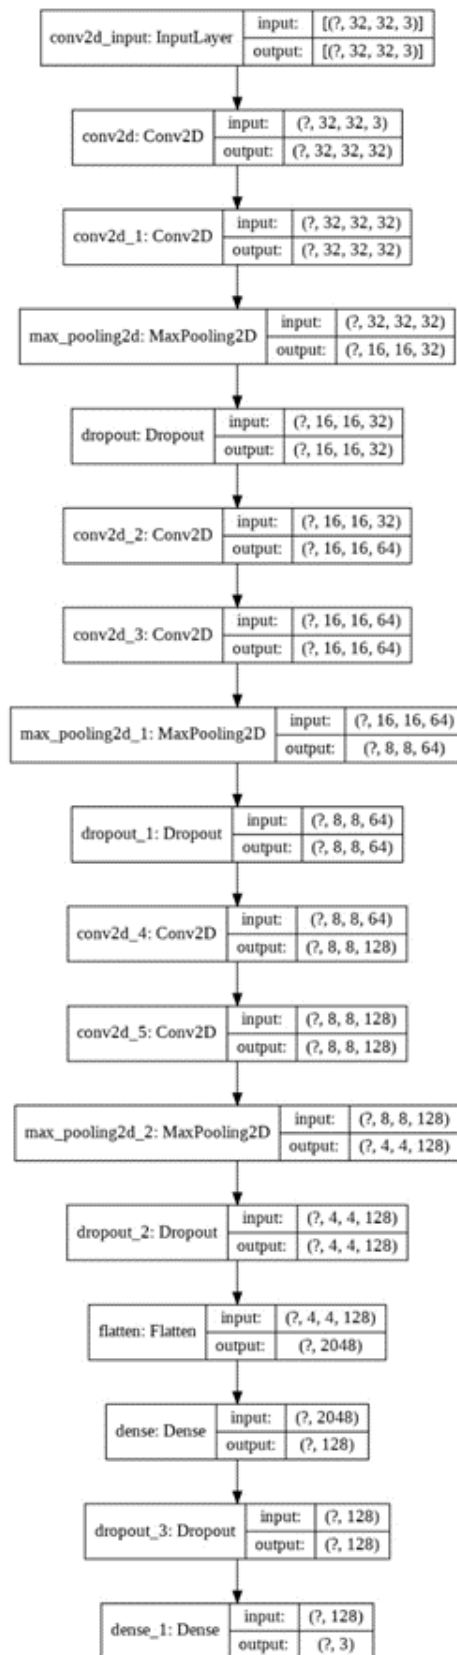 conv2d_input: InputLayer
input: [(?, 32, 32, 3)]
output: [(?, 32, 32, 3)]
conv2d: Conv2D
input: (?, 32, 32, 3)
output: (?, 32, 32, 32)
conv2d_1: Conv2D
input: (?, 32, 32, 32)
output: (?, 32, 32, 32)
max_pooling2d: MaxPooling2D
input: (?, 32, 32, 32)
output: (?, 16, 16, 32)
dropout: Dropout
input: (?, 16, 16, 32)
output: (?, 16, 16, 32)
conv2d_2: Conv2D
input: (?, 16, 16, 32)
output: (?, 16, 16, 64)
conv2d_3: Conv2D
input: (?, 16, 16, 64)
output: (?, 16, 16, 64)
max_pooling2d_1: MaxPooling2D
input: (?, 16, 16, 64)
output: (?, 8, 8, 64)
dropout_1: Dropout
input: (?, 8, 8, 64)
output: (?, 8, 8, 64)
conv2d_4: Conv2D
input: (?, 8, 8, 64)
output: (?, 8, 8, 128)
conv2d_5: Conv2D
input: (?, 8, 8, 128)
output: (?, 8, 8, 128)
max_pooling2d_2: MaxPooling2D
input: (?, 8, 8, 128)
output: (?, 4, 4, 128)
dropout_2: Dropout
input: (?, 4, 4, 128)
output: (?, 4, 4, 128)
flatten: Flatten
input: (?, 4, 4, 128)
output: (?, 2048)
dense: Dense
input: (?, 2048)
output: (?, 128)
dropout_3: Dropout
input: (?, 128)
output: (?, 128)
dense_1: Dense
input: (?, 128)
output: (?, 3)